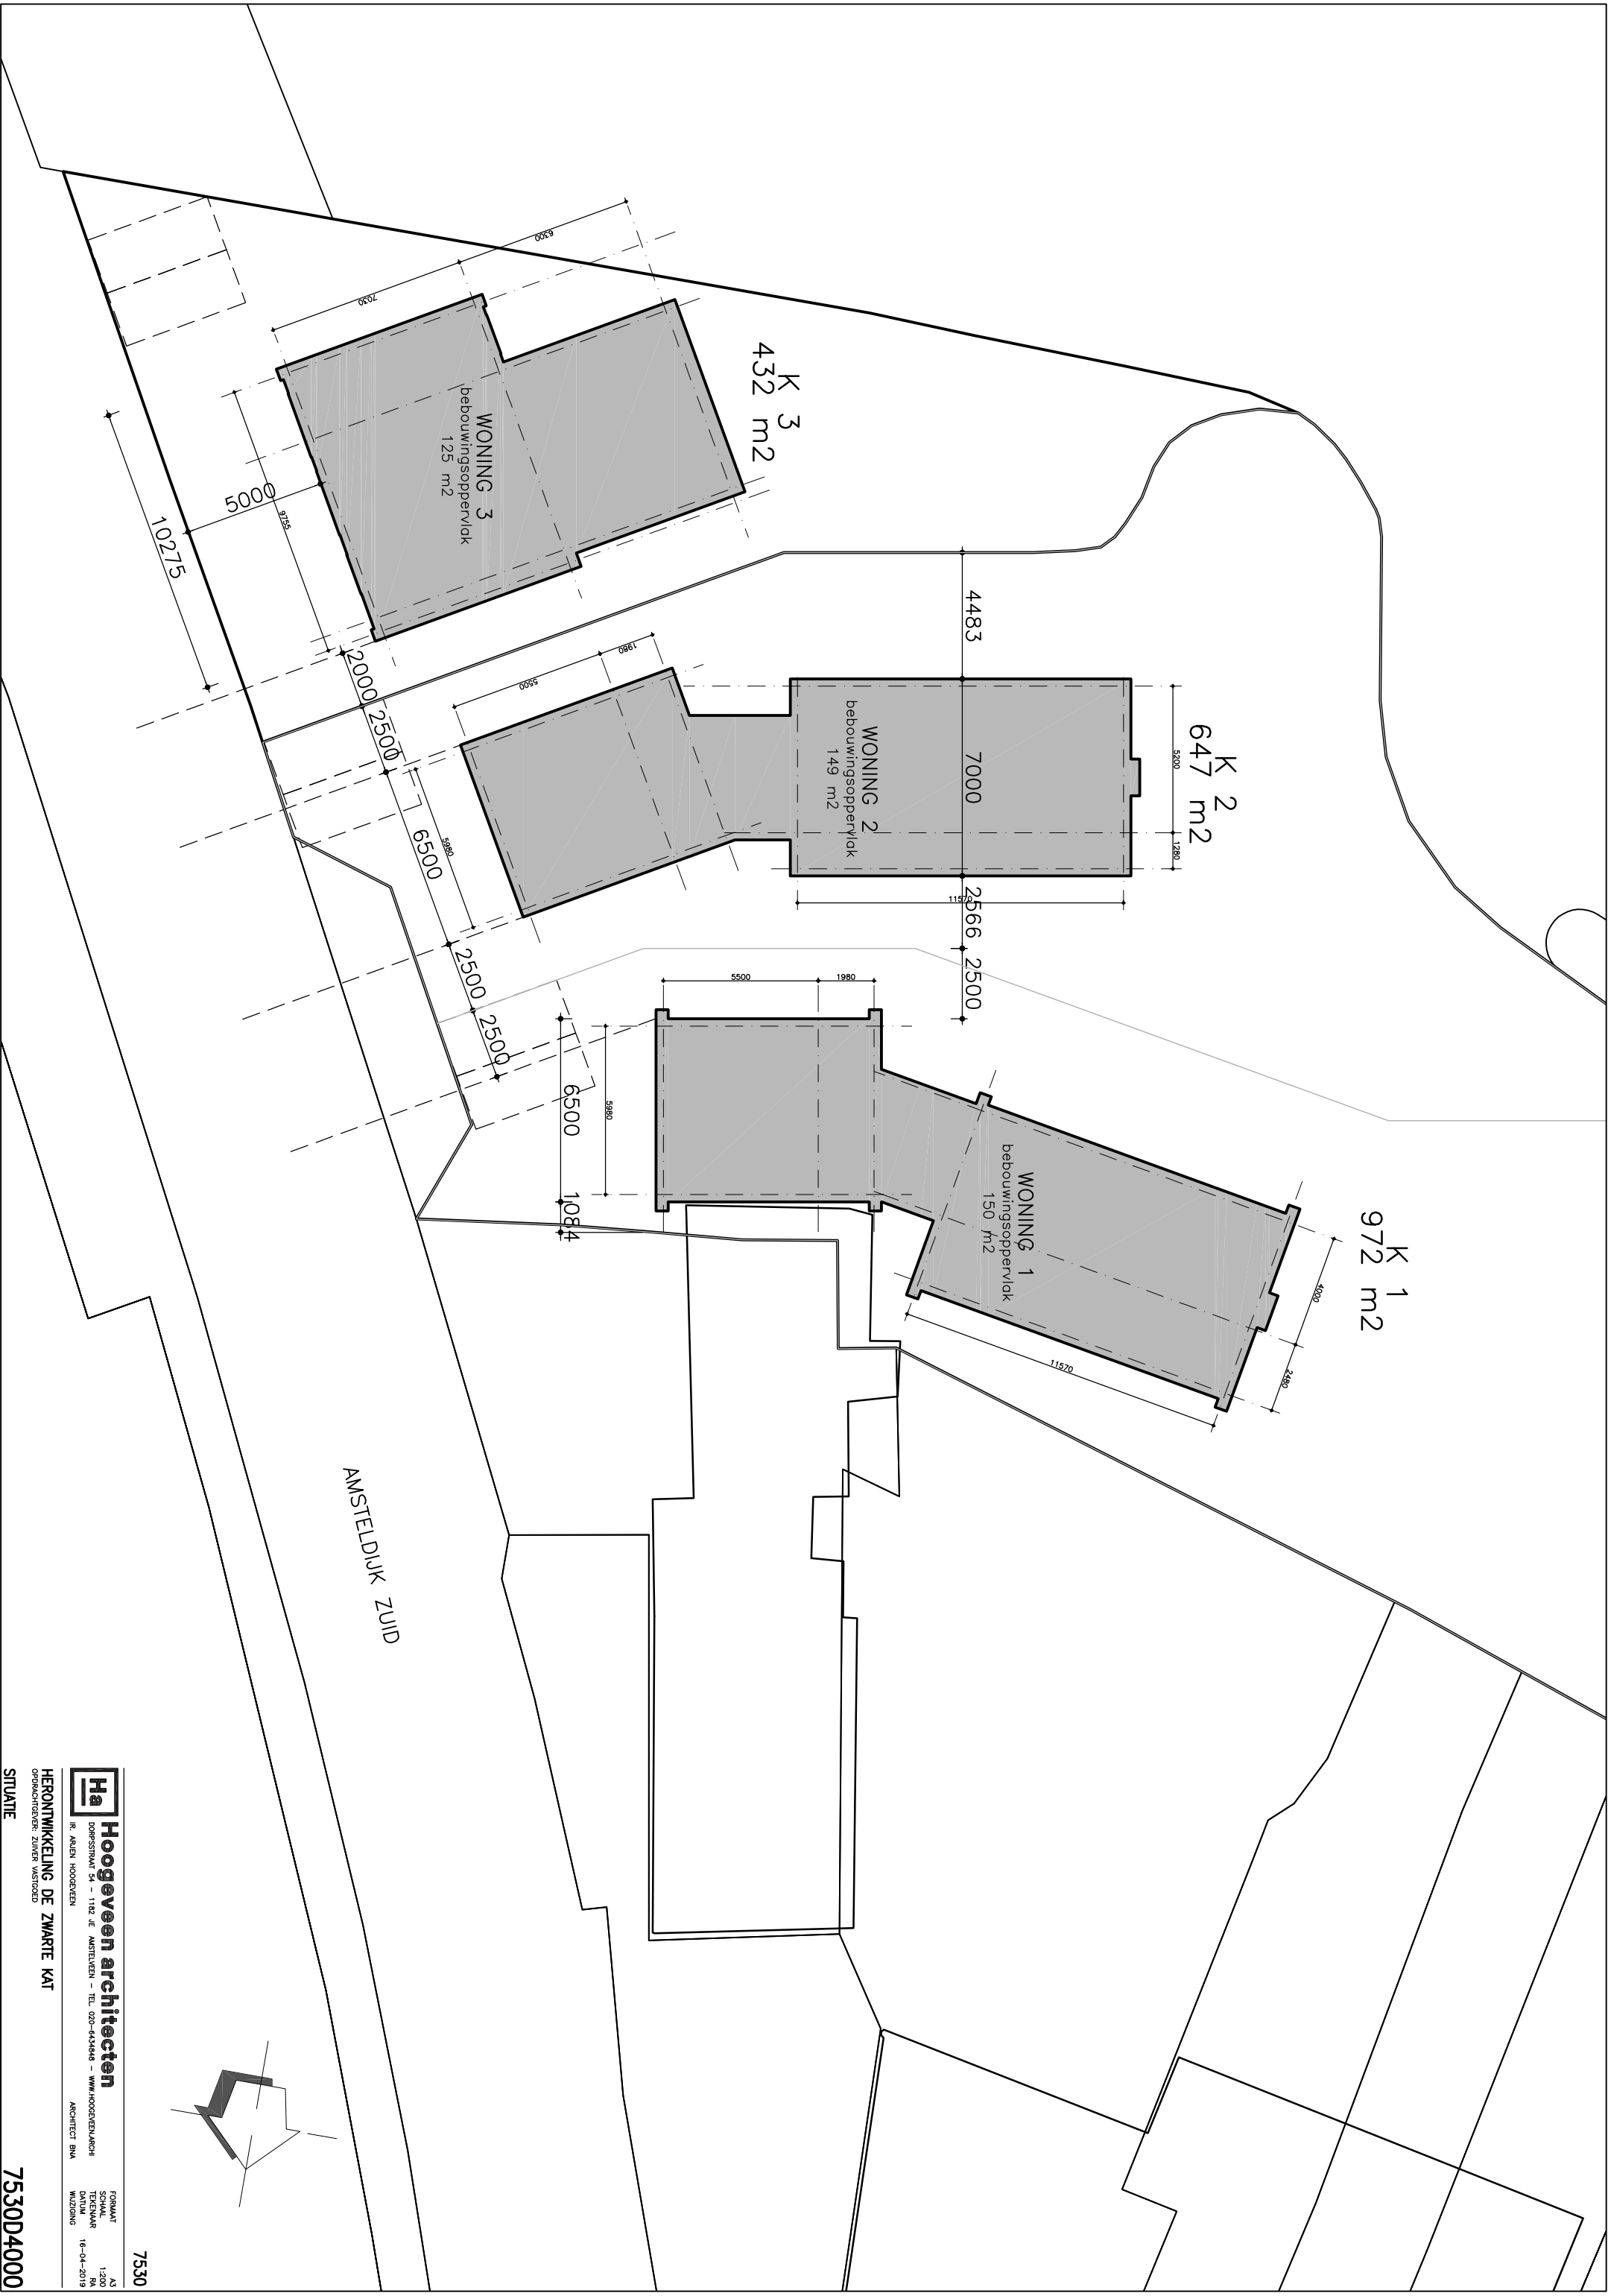 K 3
432 m2
WONING 3
bebouwingsoppervlak
125 m2
6300
7030
9755
5000
10275
2000
2500
6500
2500
2500
5980
K 2
647 m2
WONING 2
bebouwingsoppervlak
149 m2
4483
7000
2566
2500
5200
1280
11570
1980
5500
K 1
972 m2
WONING 1
bebouwingsoppervlak
150 m2
5500
1980
6500
1084
5980
4000
2480
11570
AMSTELDIJK ZUID
7530
Ha
Hoogeveen architecten
DORPSSTRAAT 54 - 1182 JE AMSTELVEEN - TEL. 020-6434848 - WWW.HOOGEVEEN.ARCHI
IR. ARJEN HOOGEVEEN
ARCHITECT BNA
FORMAAT A3
SCHAAL 1:200
TEKENAAR RA
DATUM 16-04-2019
WIJZIGING
HERONTWIKKELING DE ZWARTE KAT
OPDRACHTGEVER: ZUIVER VASTGOED
SITUATIE
7530D4000